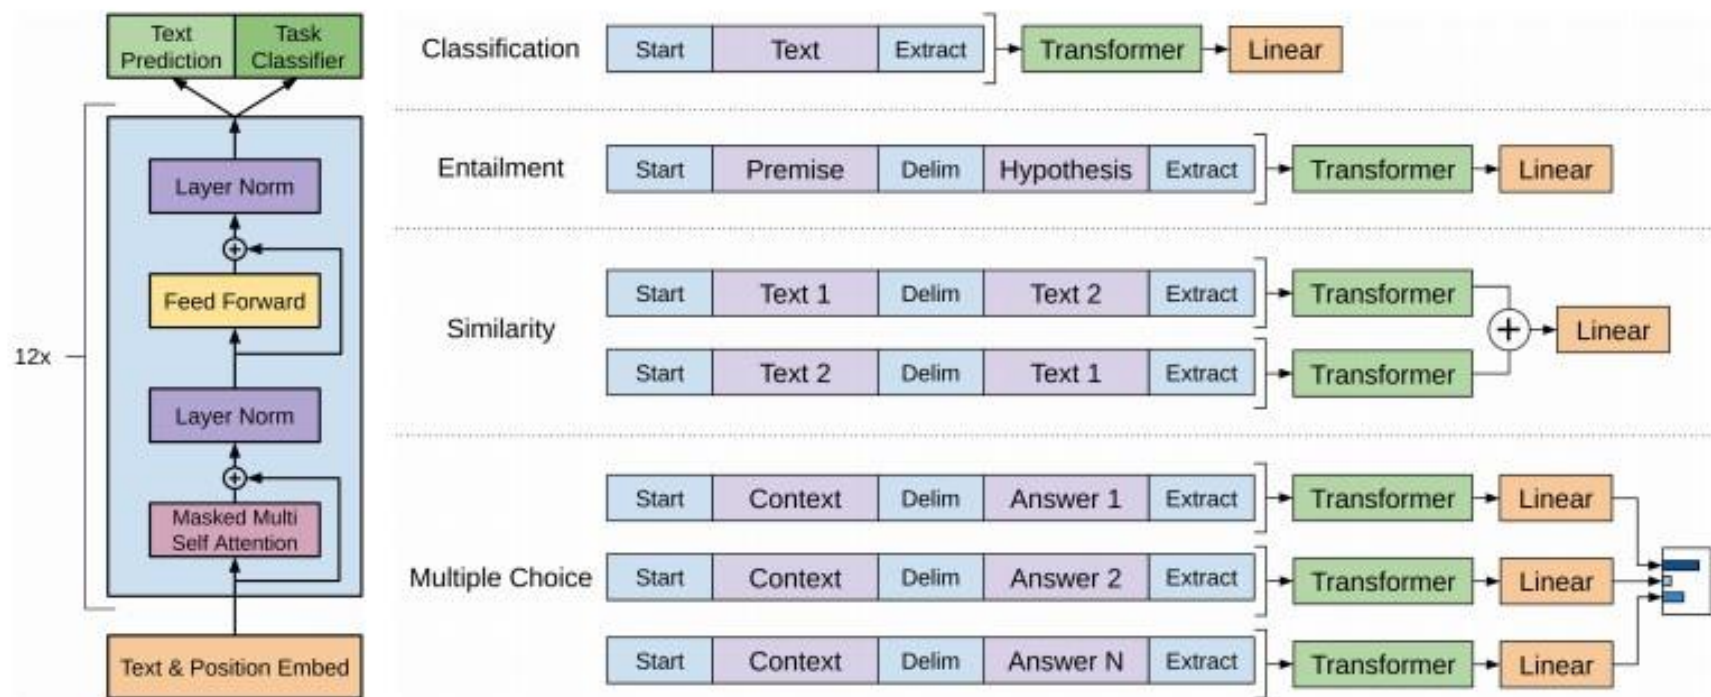 Text
Prediction
Task
Classifier
12x
Layer Norm
Feed Forward
Layer Norm
Masked Multi
Self Attention
Text & Position Embed
Classification
Start Text Extract Transformer Linear
Entailment
Start Premise Delim Hypothesis Extract Transformer Linear
Similarity
Start Text 1 Delim Text 2 Extract Transformer
Start Text 2 Delim Text 1 Extract Transformer
Linear
Multiple Choice
Start Context Delim Answer 1 Extract Transformer Linear
Start Context Delim Answer 2 Extract Transformer Linear
Start Context Delim Answer N Extract Transformer Linear